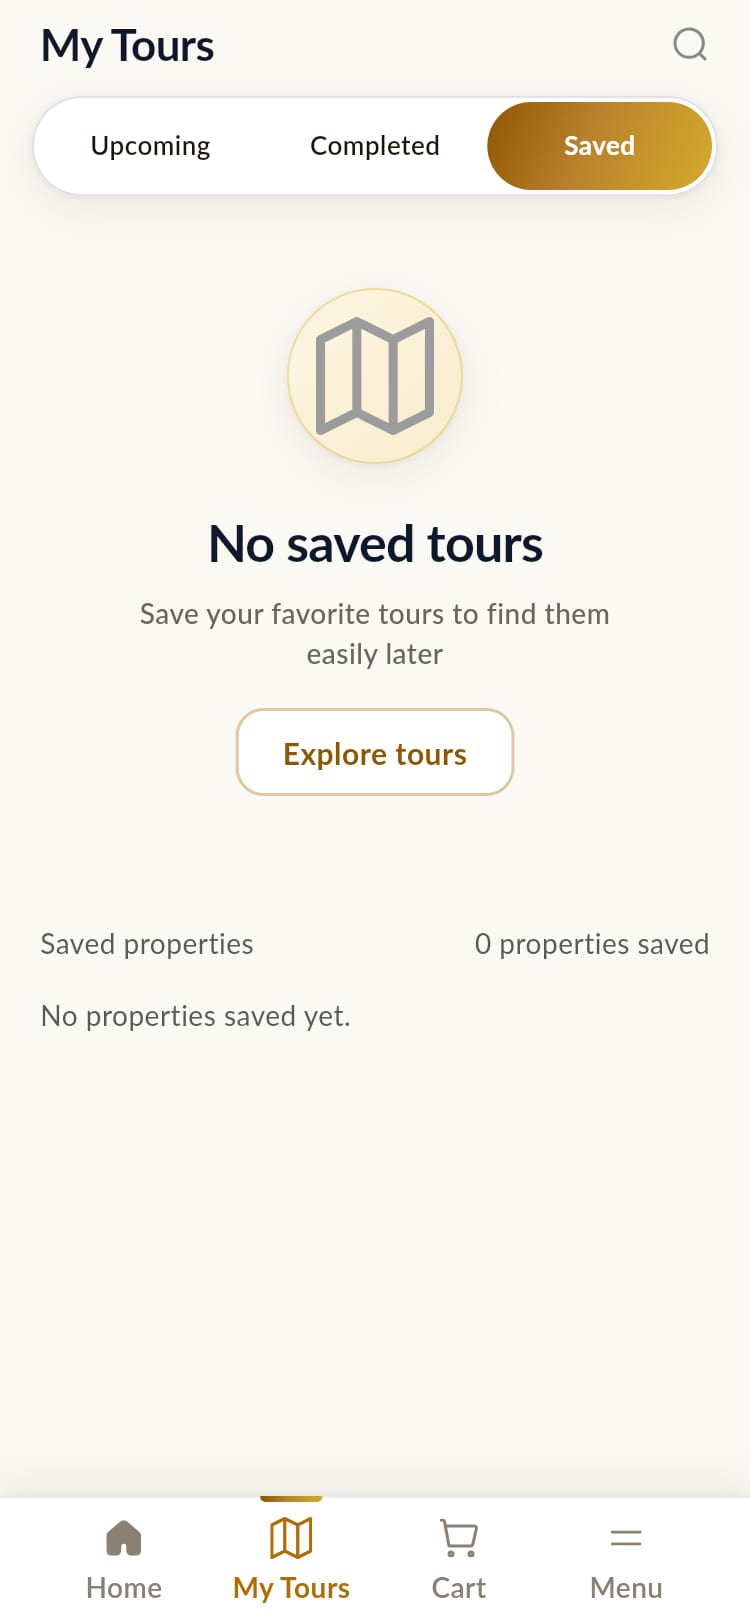 My Tours
Upcoming
Completed
Saved
No saved tours
Save your favorite tours to find them
easily later
Explore tours
Saved properties
0 properties saved
No properties saved yet.
Home
My Tours
Cart
Menu